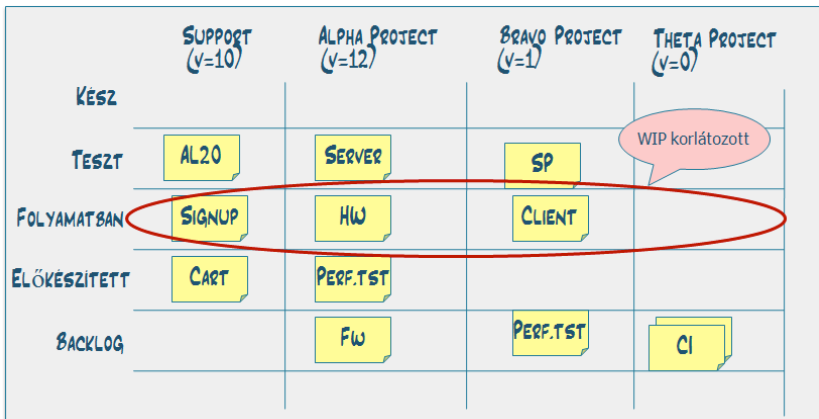 Support Alpha Project Bravo Project Theta Project
(v=10) (v=12) (v=1) (v=0)
Kész
WIP korlátozott
Teszt AL20 Server SP
Folyamatban Signup HW Client
Előkészített Cart Perf.tst
Backlog Fw Perf.tst CI